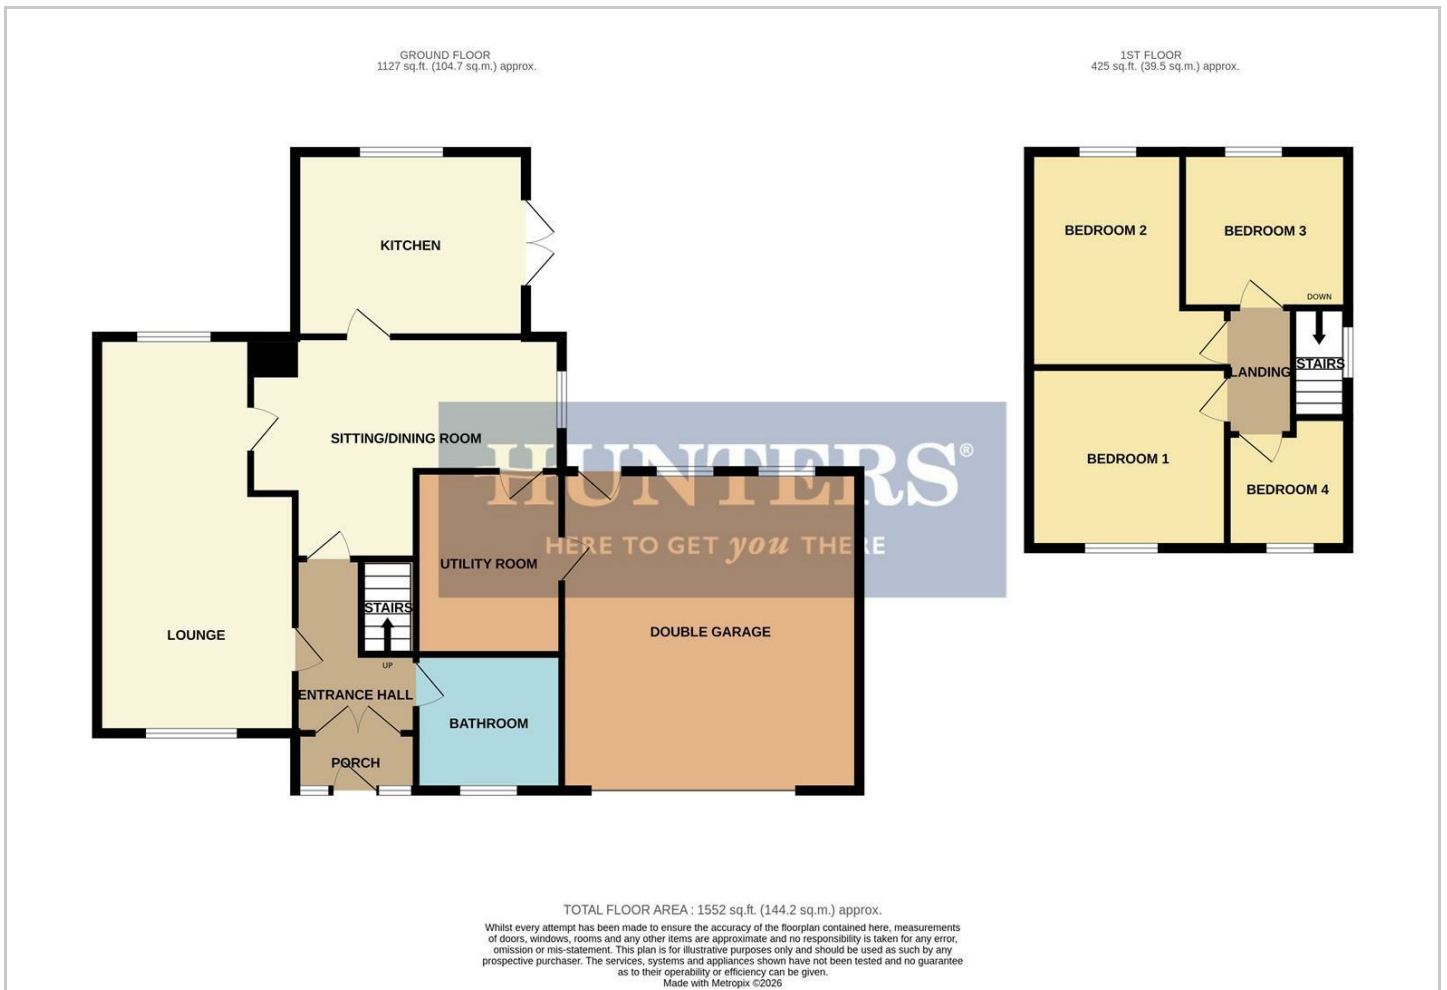 GROUND FLOOR
1127 sq.ft. (104.7 sq.m.) approx.
1ST FLOOR
425 sq.ft. (39.5 sq.m.) approx.
KITCHEN
SITTING/DINING ROOM
LOUNGE
UTILITY ROOM
STAIRS
UP
ENTRANCE HALL
PORCH
BATHROOM
DOUBLE GARAGE
HUNTERS®
HERE TO GET you THERE
BEDROOM 2
BEDROOM 3
DOWN
STAIRS
LANDING
BEDROOM 1
BEDROOM 4
TOTAL FLOOR AREA : 1552 sq.ft. (144.2 sq.m.) approx.
Whilst every attempt has been made to ensure the accuracy of the floorplan contained here, measurements
of doors, windows, rooms and any other items are approximate and no responsibility is taken for any error,
omission or mis-statement. This plan is for illustrative purposes only and should be used as such by any
prospective purchaser. The services, systems and appliances shown have not been tested and no guarantee
as to their operability or efficiency can be given.
Made with Metropix ©2026